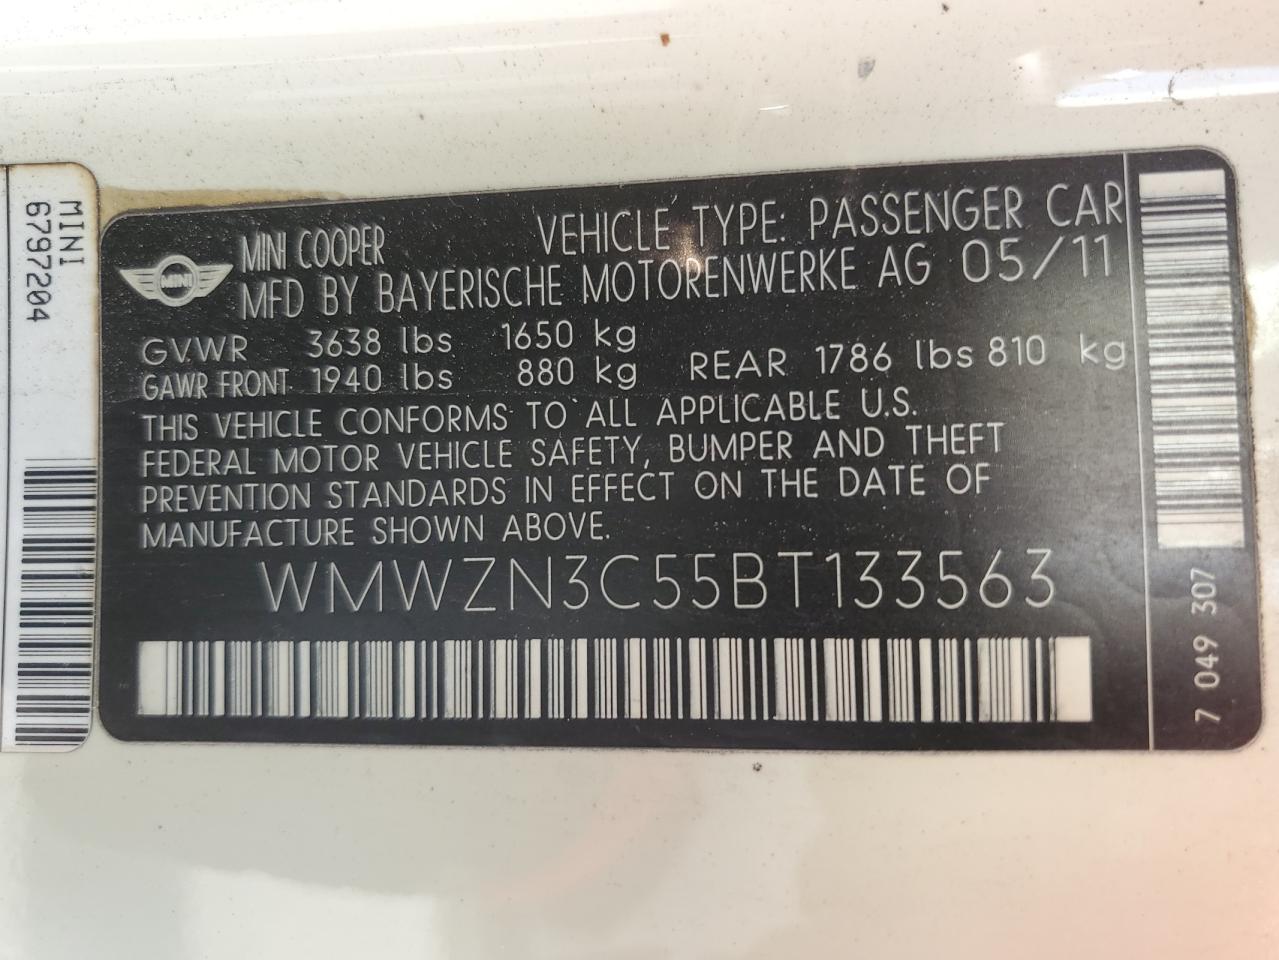 MINI
6797204
MINI
MINI COOPER VEHICLE TYPE: PASSENGER CAR
MFD BY BAYERISCHE MOTORENWERKE AG 05/11
GVWR 3638 lbs 1650 kg
GAWR FRONT 1940 lbs 880 kg REAR 1786 lbs 810 kg
THIS VEHICLE CONFORMS TO ALL APPLICABLE U.S.
FEDERAL MOTOR VEHICLE SAFETY, BUMPER AND THEFT
PREVENTION STANDARDS IN EFFECT ON THE DATE OF
MANUFACTURE SHOWN ABOVE.
WMWZN3C55BT133563
7 049 307